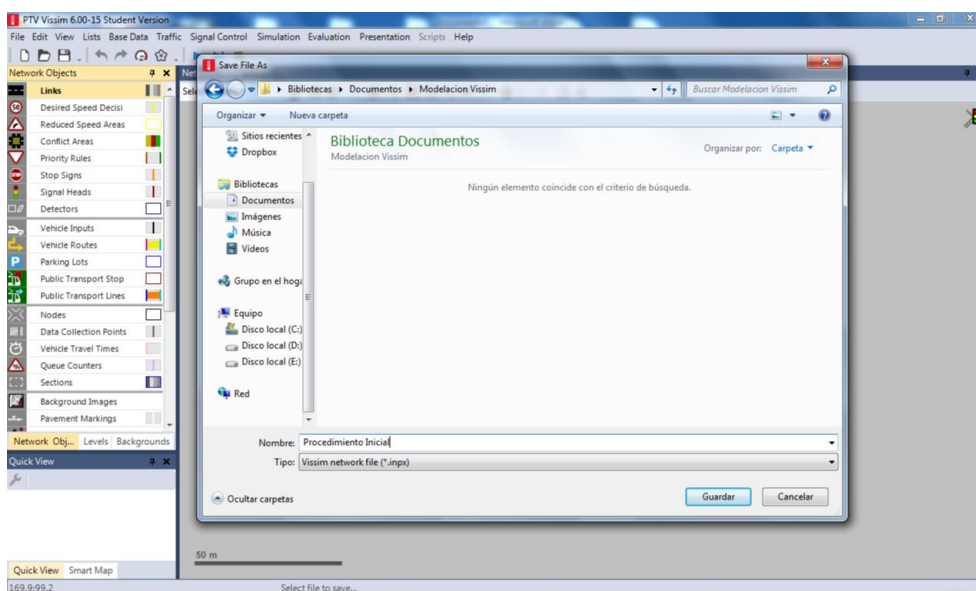 PTV Vissim 6.00-15 Student Version
File Edit View Lists Base Data Traffic Signal Control Simulation Evaluation Presentation Scripts Help
Network Objects
Links
Desired Speed Decisi
Reduced Speed Areas
Conflict Areas
Priority Rules
Stop Signs
Signal Heads
Detectors
Vehicle Inputs
Vehicle Routes
Parking Lots
Public Transport Stop
Public Transport Lines
Nodes
Data Collection Points
Vehicle Travel Times
Queue Counters
Sections
Background Images
Pavement Markings
Network Obj... Levels Backgrounds
Quick View
Quick View Smart Map
169.9:99.2
Net
Sele
Save File As
Bibliotecas Documentos Modelacion Vissim
Buscar Modelacion Vissim
Organizar Nueva carpeta
Sitios recientes
Dropbox
Bibliotecas
Documentos
Imágenes
Música
Vídeos
Grupo en el hoga
Equipo
Disco local (C:)
Disco local (D:)
Disco local (E:)
Red
Biblioteca Documentos
Modelacion Vissim
Organizar por: Carpeta
Ningún elemento coincide con el criterio de búsqueda.
Nombre: Procedimiento Inicial
Tipo: Vissim network file (*.inpx)
Ocultar carpetas
Guardar Cancelar
50 m
Select file to save...